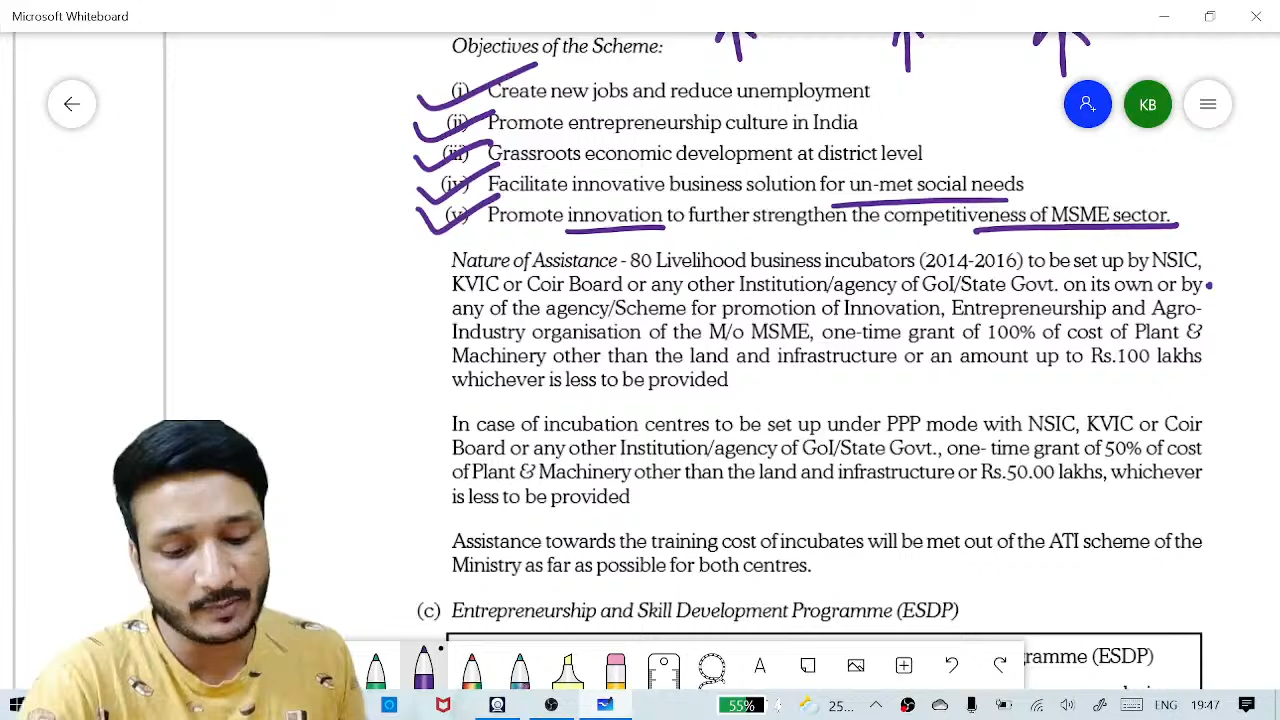 Microsoft Whiteboard
Objectives of the Scheme:
(i) Create new jobs and reduce unemployment
(ii) Promote entrepreneurship culture in India
(iii) Grassroots economic development at district level
(iv) Facilitate innovative business solution for un-met social needs
(v) Promote innovation to further strengthen the competitiveness of MSME sector.
KB
Nature of Assistance - 80 Livelihood business incubators (2014-2016) to be set up by NSIC,
KVIC or Coir Board or any other Institution/agency of GoI/State Govt. on its own or by
any of the agency/Scheme for promotion of Innovation, Entrepreneurship and Agro-
Industry organisation of the M/o MSME, one-time grant of 100% of cost of Plant &
Machinery other than the land and infrastructure or an amount up to Rs.100 lakhs
whichever is less to be provided
In case of incubation centres to be set up under PPP mode with NSIC, KVIC or Coir
Board or any other Institution/agency of GoI/State Govt., one- time grant of 50% of cost
of Plant & Machinery other than the land and infrastructure or Rs.50.00 lakhs, whichever
is less to be provided
Assistance towards the training cost of incubates will be met out of the ATI scheme of the
Ministry as far as possible for both centres.
(c) Entrepreneurship and Skill Development Programme (ESDP)
gramme (ESDP)
55%
25...
ENG
19:47